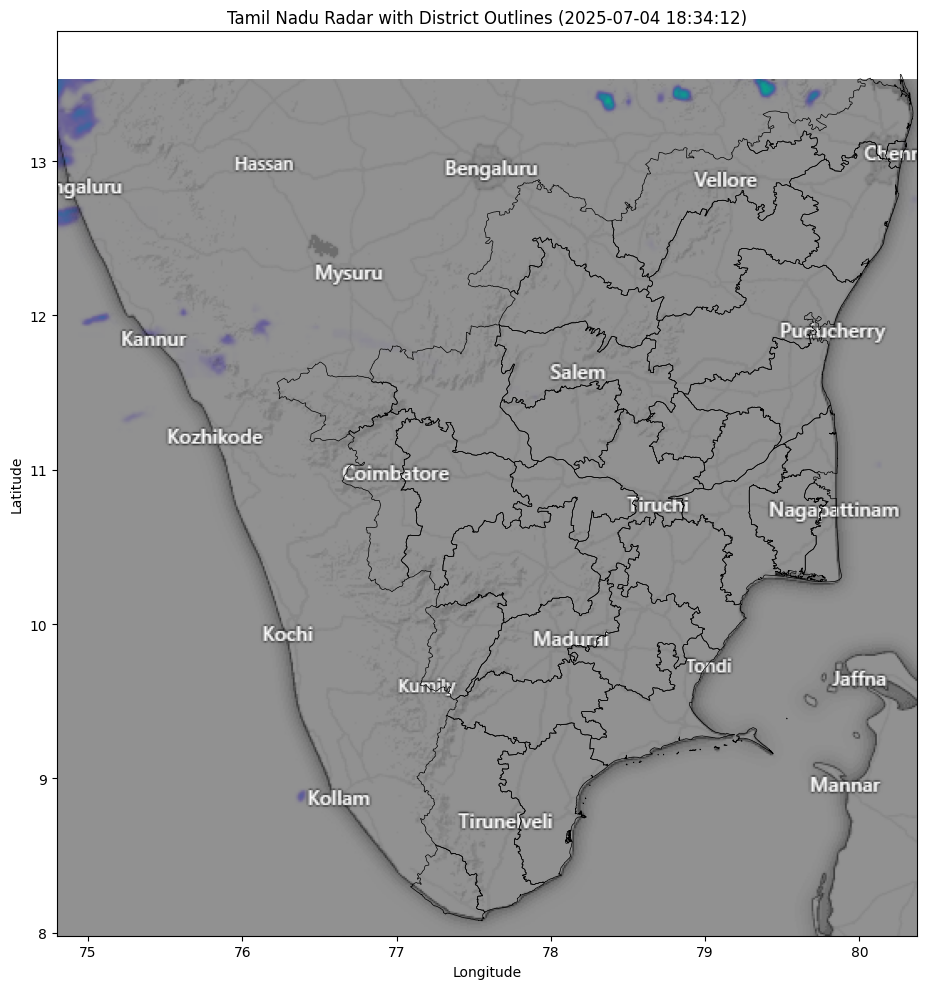 Tamil Nadu Radar with District Outlines (2025-07-04 18:34:12)
Latitude
13
12
11
10
9
8
Hassan
Bengaluru
Chenn
ngaluru
Vellore
Mysuru
Kannur
Puducherry
Salem
Kozhikode
Coimbatore
Tiruchi
Nagapattinam
Kochi
Madurai
Tondi
Kumily
Jaffna
Mannar
Kollam
Tirunelveli
75
76
77
78
79
80
Longitude